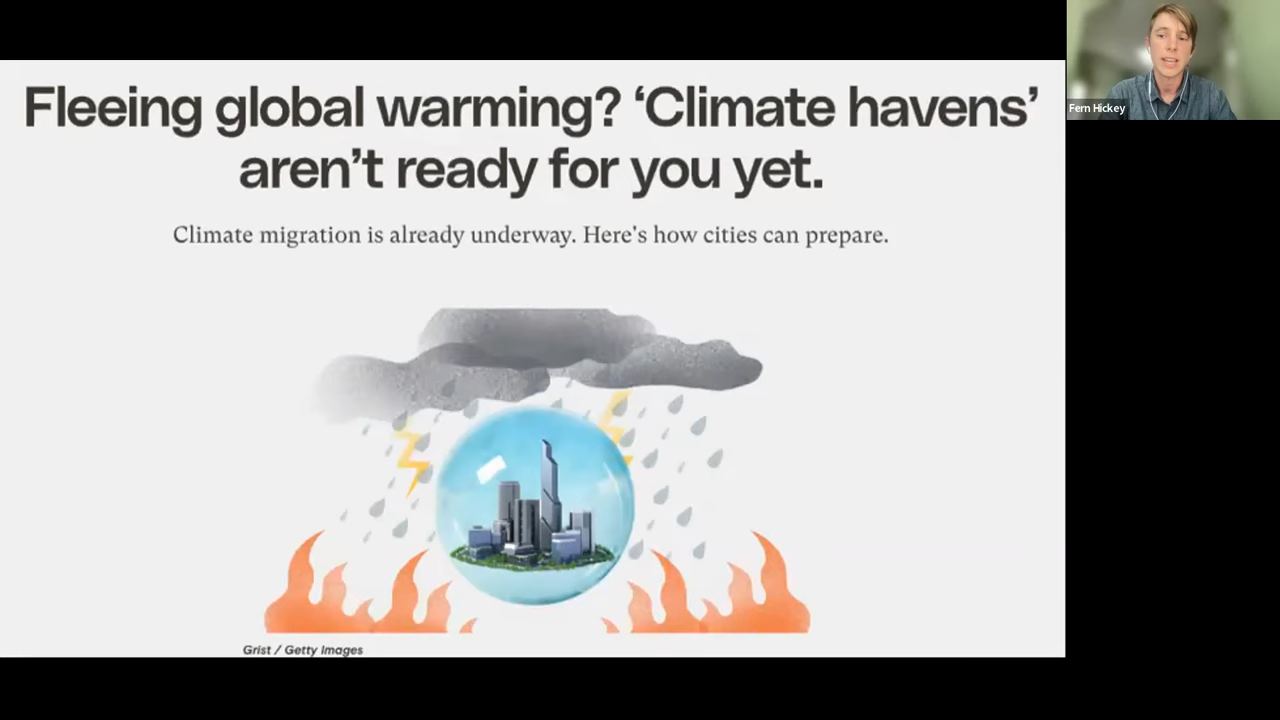 Fleeing global warming? ‘Climate havens’
aren’t ready for you yet.
Climate migration is already underway. Here's how cities can prepare.
Grist / Getty Images
Fern Hickey